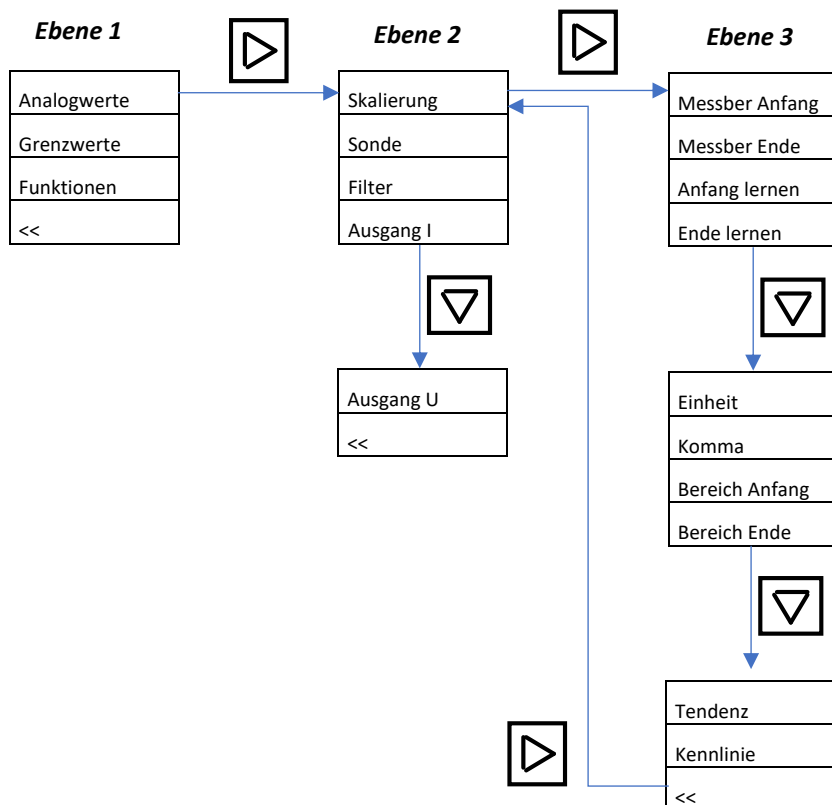 Ebene 1
Analogwerte
Grenzwerte
Funktionen
<<
Ebene 2
Skalierung
Sonde
Filter
Ausgang I
Ausgang U
<<
Ebene 3
Messber Anfang
Messber Ende
Anfang lernen
Ende lernen
Einheit
Komma
Bereich Anfang
Bereich Ende
Tendenz
Kennlinie
<<